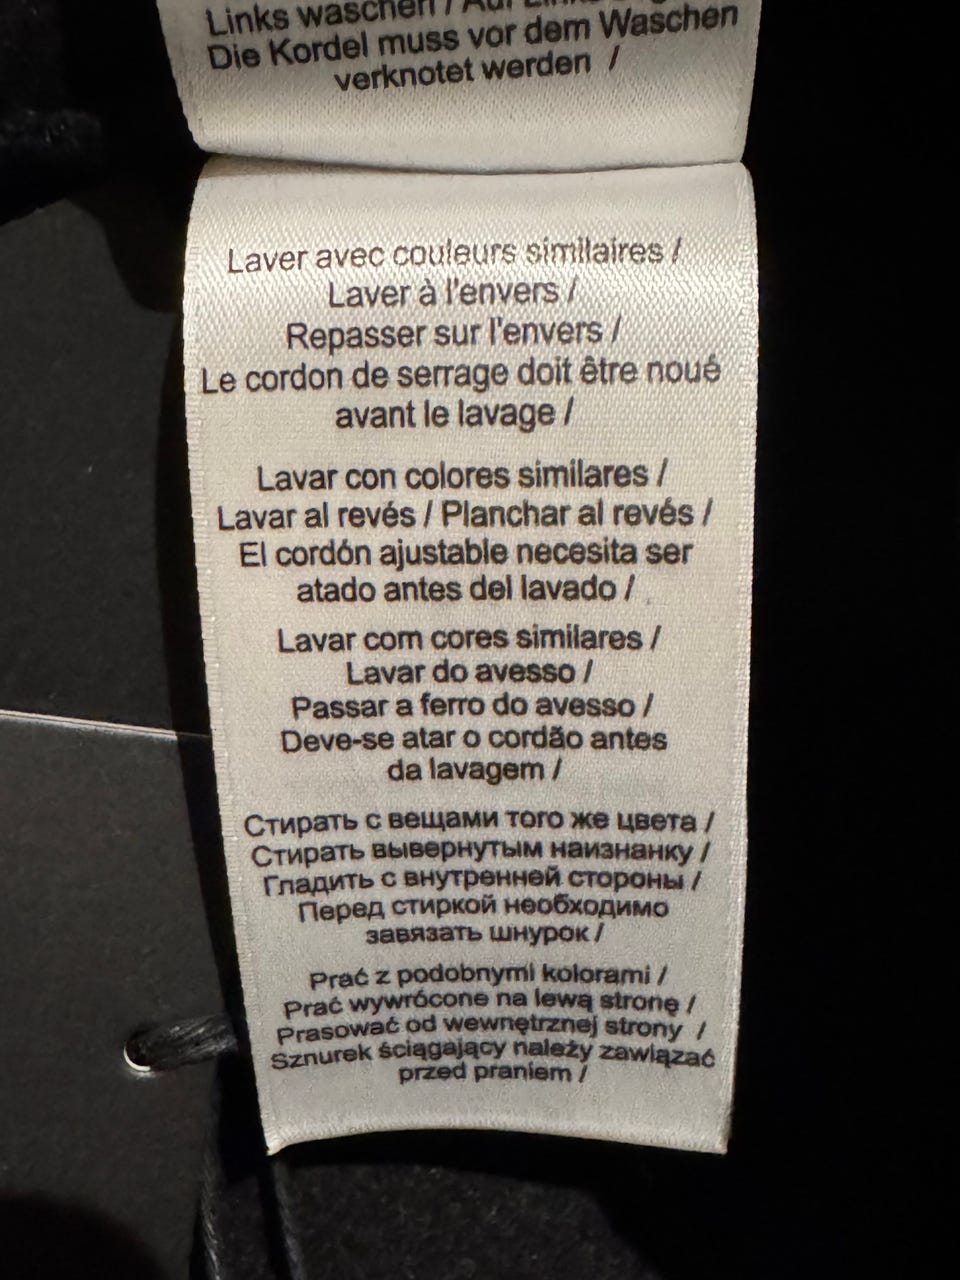 Links waschen / Auf Links
Die Kordel muss vor dem Waschen
verknotet werden /
Laver avec couleurs similaires /
Laver à l'envers /
Repasser sur l'envers /
Le cordon de serrage doit être noué
avant le lavage /
Lavar con colores similares /
Lavar al revés / Planchar al revés /
El cordón ajustable necesita ser
atado antes del lavado /
Lavar com cores similares /
Lavar do avesso /
Passar a ferro do avesso /
Deve-se atar o cordão antes
da lavagem /
Стирать с вещами того же цвета /
Стирать вывернутым наизнанку /
Гладить с внутренней стороны /
Перед стиркой необходимо
завязать шнурок /
Prać z podobnymi kolorami /
Prać wywrócone na lewą stronę /
Prasować od wewnętrznej strony /
Sznurek ściągający należy zawiązać
przed praniem /